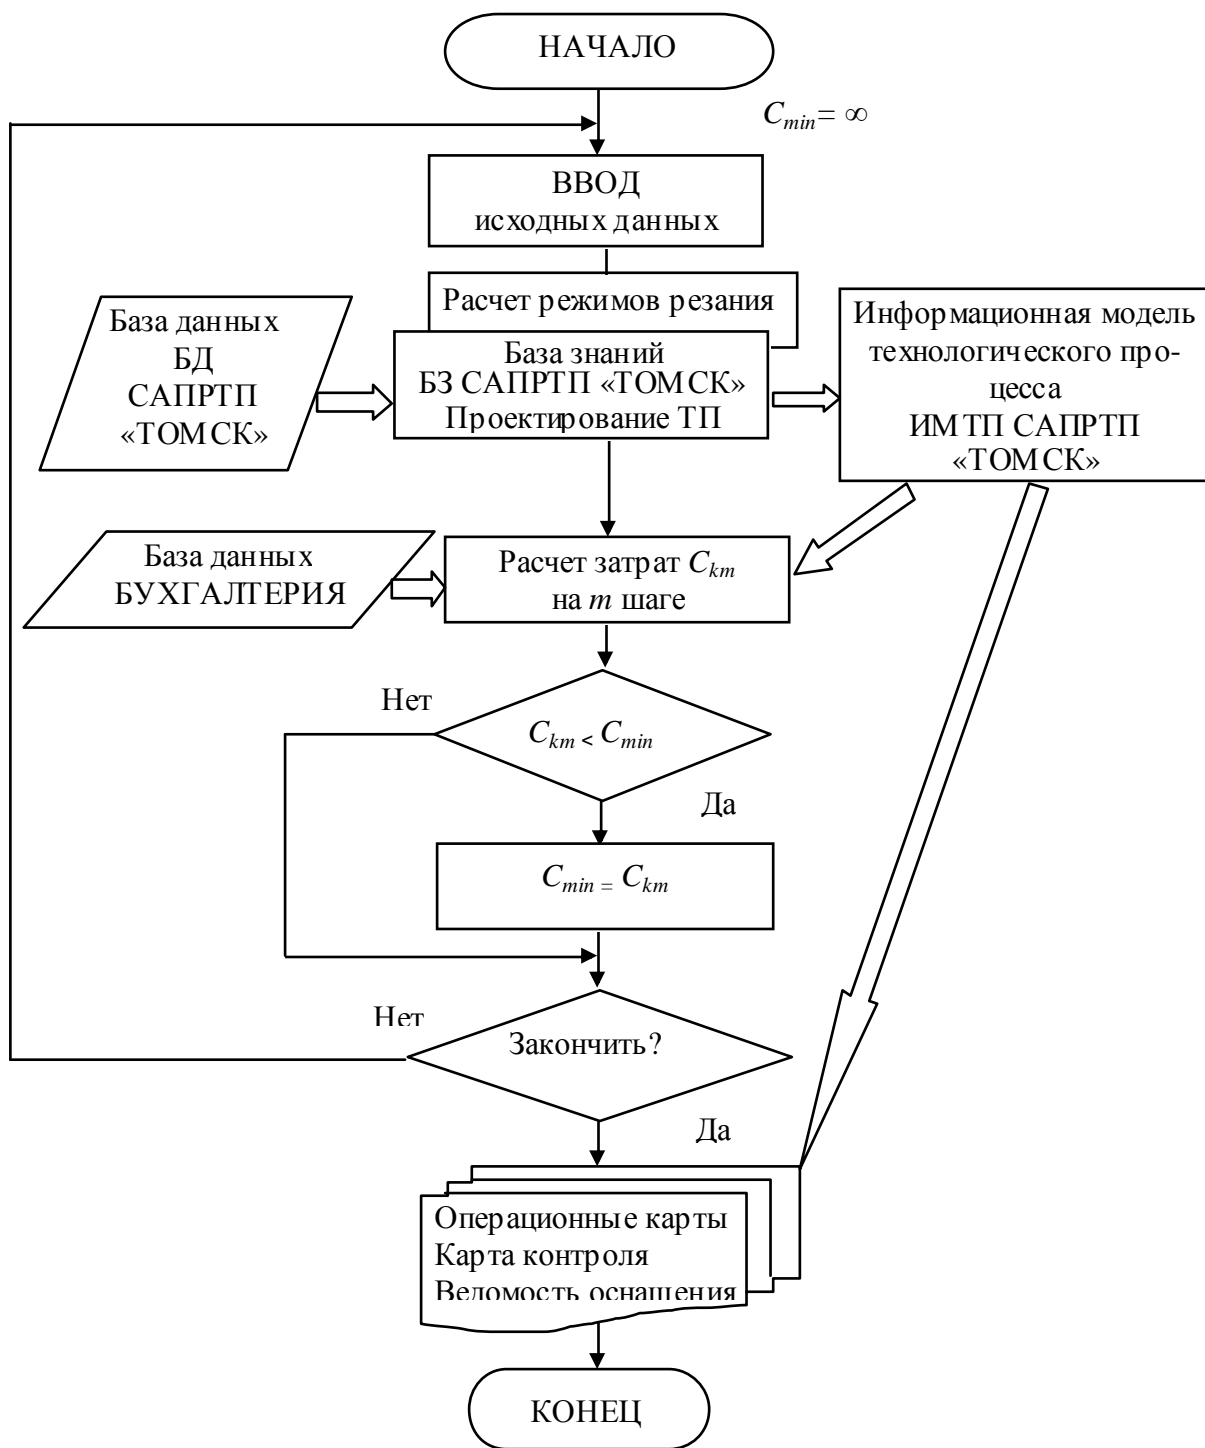 НАЧАЛО
C_min = ∞
ВВОД
исходных данных
Расчет режимов резания
База данных
БД
САПРТП
«ТОМСК»
База знаний
БЗ САПРТП «ТОМСК»
Проектирование ТП
Информационная модель
технологического про-
цесса
ИМТП САПРТП
«ТОМСК»
База данных
БУХГАЛТЕРИЯ
Расчет затрат C_km
на m шаге
Нет
C_km < C_min
Да
C_min = C_km
Нет
Закончить?
Да
Операционные карты
Карта контроля
Ведомость оснащения
КОНЕЦ